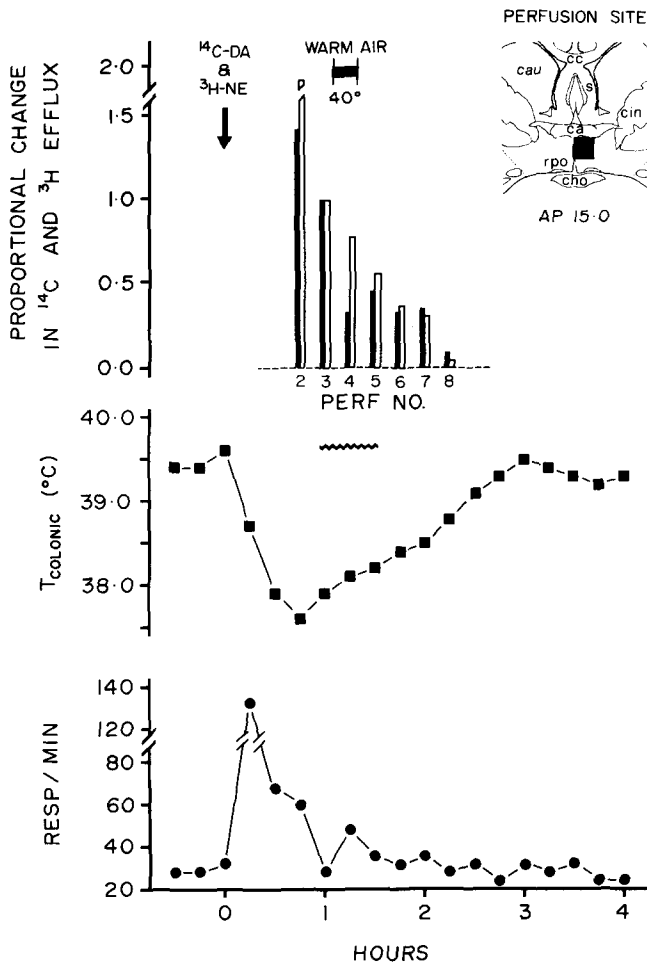 PERFUSION SITE
¹⁴C-DA
&
³H-NE
WARM AIR
40°
cc
cau
s
cin
ca
rpo
cho
AP 15·0
PROPORTIONAL CHANGE
IN ¹⁴C AND ³H EFFLUX
2·0
1·5
1·0
0·5
0·0
2 3 4 5 6 7 8
PERF NO.
T COLONIC (°C)
40·0
39·0
38·0
RESP/MIN
140
120
80
60
40
20
0 1 2 3 4
HOURS